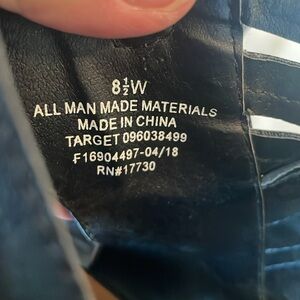 8½W
ALL MAN MADE MATERIALS
MADE IN CHINA
TARGET 096038499
F16904497-04/18
RN#17730